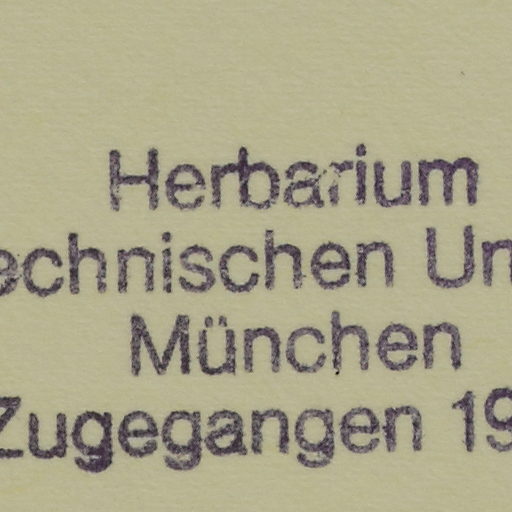 Herbarium
echnischen Un
München
Zugegangen 19